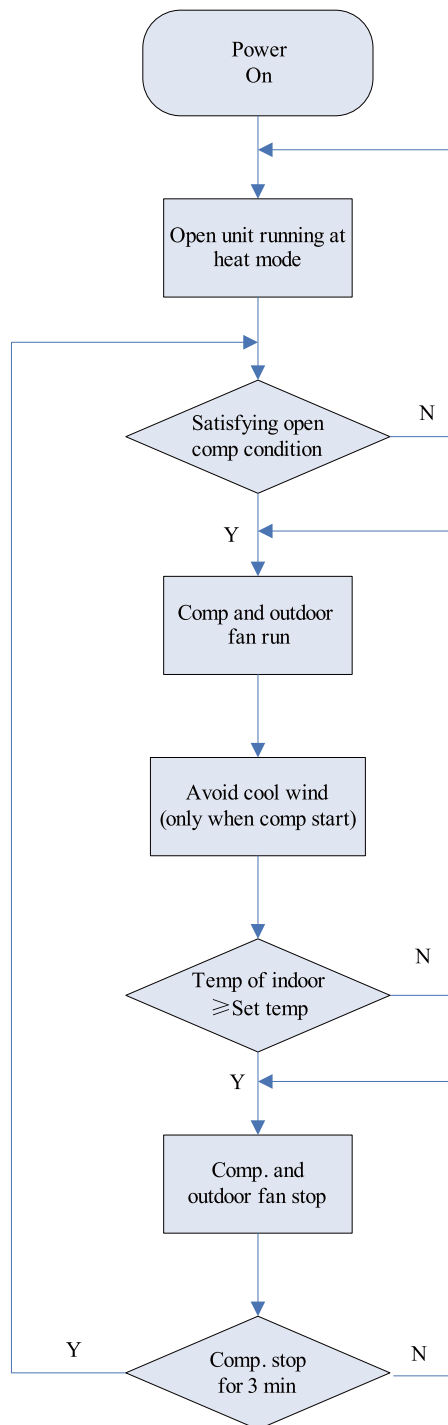 Power
On
Open unit running at
heat mode
Satisfying open
comp condition
N
Y
Comp and outdoor
fan run
Avoid cool wind
(only when comp start)
Temp of indoor
≥Set temp
N
Y
Comp. and
outdoor fan stop
Y
Comp. stop
for 3 min
N